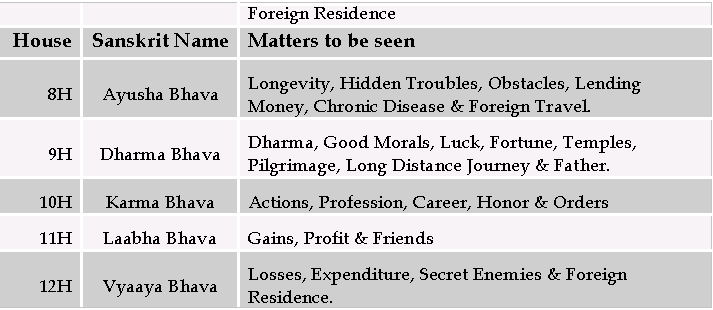 Foreign Residence
House Sanskrit Name Matters to be seen
8H Ayusha Bhava Longevity, Hidden Troubles, Obstacles, Lending
Money, Chronic Disease & Foreign Travel.
9H Dharma Bhava Dharma, Good Morals, Luck, Fortune, Temples,
Pilgrimage, Long Distance Journey & Father.
10H Karma Bhava Actions, Profession, Career, Honor & Orders
11H Laabha Bhava Gains, Profit & Friends
12H Vyaaya Bhava Losses, Expenditure, Secret Enemies & Foreign
Residence.